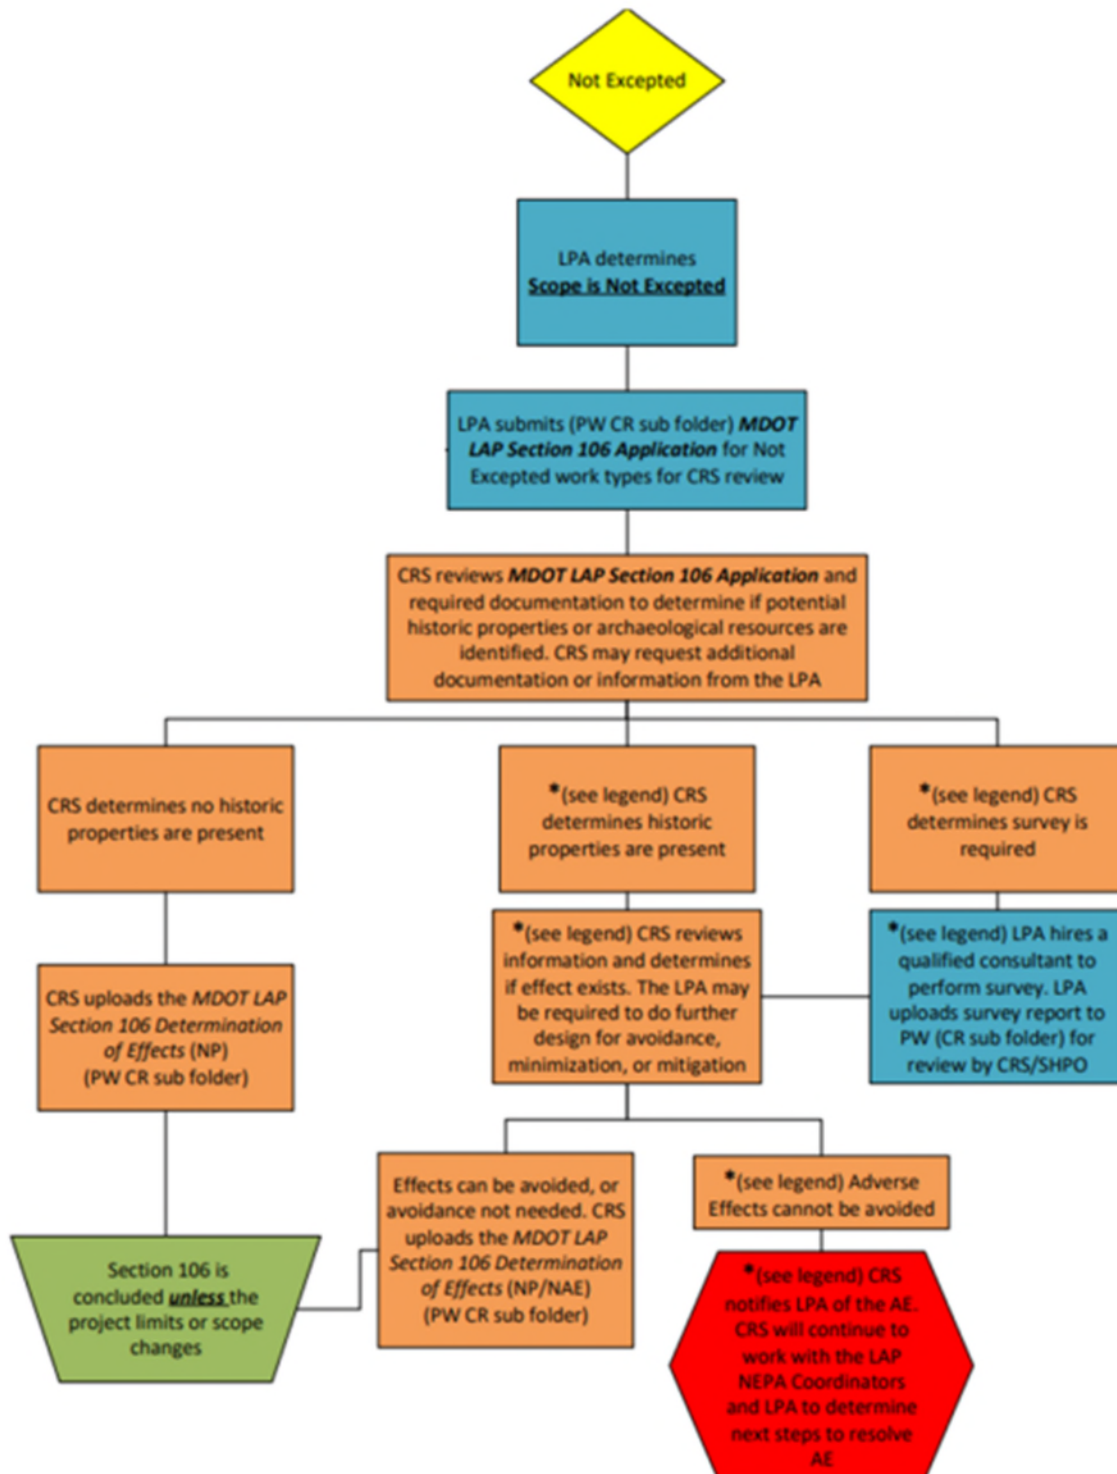 Not Excepted
LPA determines
Scope is Not Excepted
LPA submits (PW CR sub folder) MDOT
LAP Section 106 Application for Not
Excepted work types for CRS review
CRS reviews MDOT LAP Section 106 Application and
required documentation to determine if potential
historic properties or archaeological resources are
identified. CRS may request additional
documentation or information from the LPA
CRS determines no historic
properties are present
*(see legend) CRS
determines historic
properties are present
*(see legend) CRS
determines survey is
required
CRS uploads the MDOT LAP
Section 106 Determination
of Effects (NP)
(PW CR sub folder)
*(see legend) CRS reviews
information and determines
if effect exists. The LPA may
be required to do further
design for avoidance,
minimization, or mitigation
*(see legend) LPA hires a
qualified consultant to
perform survey. LPA
uploads survey report to
PW (CR sub folder) for
review by CRS/SHPO
Section 106 is
concluded unless the
project limits or scope
changes
Effects can be avoided, or
avoidance not needed. CRS
uploads the MDOT LAP
Section 106 Determination
of Effects (NP/NAE)
(PW CR sub folder)
*(see legend) Adverse
Effects cannot be avoided
*(see legend) CRS
notifies LPA of the AE.
CRS will continue to
work with the LAP
NEPA Coordinators
and LPA to determine
next steps to resolve
AE